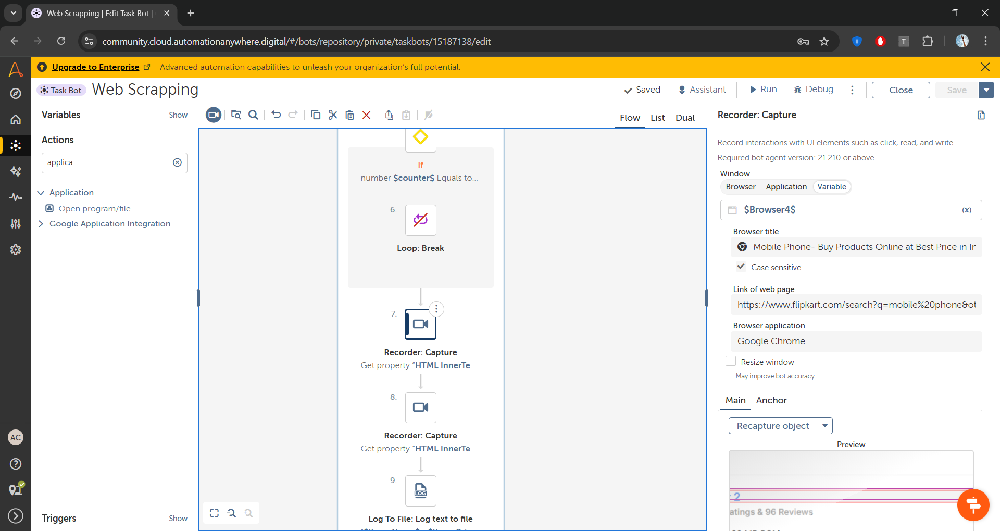 Web Scrapping | Edit Task Bot |
community.cloud.automationanywhere.digital/#/bots/repository/private/taskbots/15187138/edit
T
Upgrade to Enterprise
Advanced automation capabilities to unleash your organization's full potential.
Task Bot
Web Scrapping
Saved
Assistant
Run
Debug
Close
Save
Variables
Show
Flow
List
Dual
Recorder: Capture
Actions
applica
Application
Open program/file
Google Application Integration
If
number $counter$ Equals to...
6.
Loop: Break
--
7.
Recorder: Capture
Get property “HTML InnerTe...
8.
Recorder: Capture
Get property “HTML InnerTe...
9.
LOG
Log To File: Log text to file
Record interactions with UI elements such as click, read, and write.
Required bot agent version: 21.210 or above
Window
Browser
Application
Variable
$Browser4$
(x)
Browser title
Mobile Phone- Buy Products Online at Best Price in In
Case sensitive
Link of web page
https://www.flipkart.com/search?q=mobile%20phone&ot
Browser application
Google Chrome
Resize window
May improve bot accuracy
Main
Anchor
Recapture object
Preview
2
atings & 96 Reviews
AC
Triggers
Show